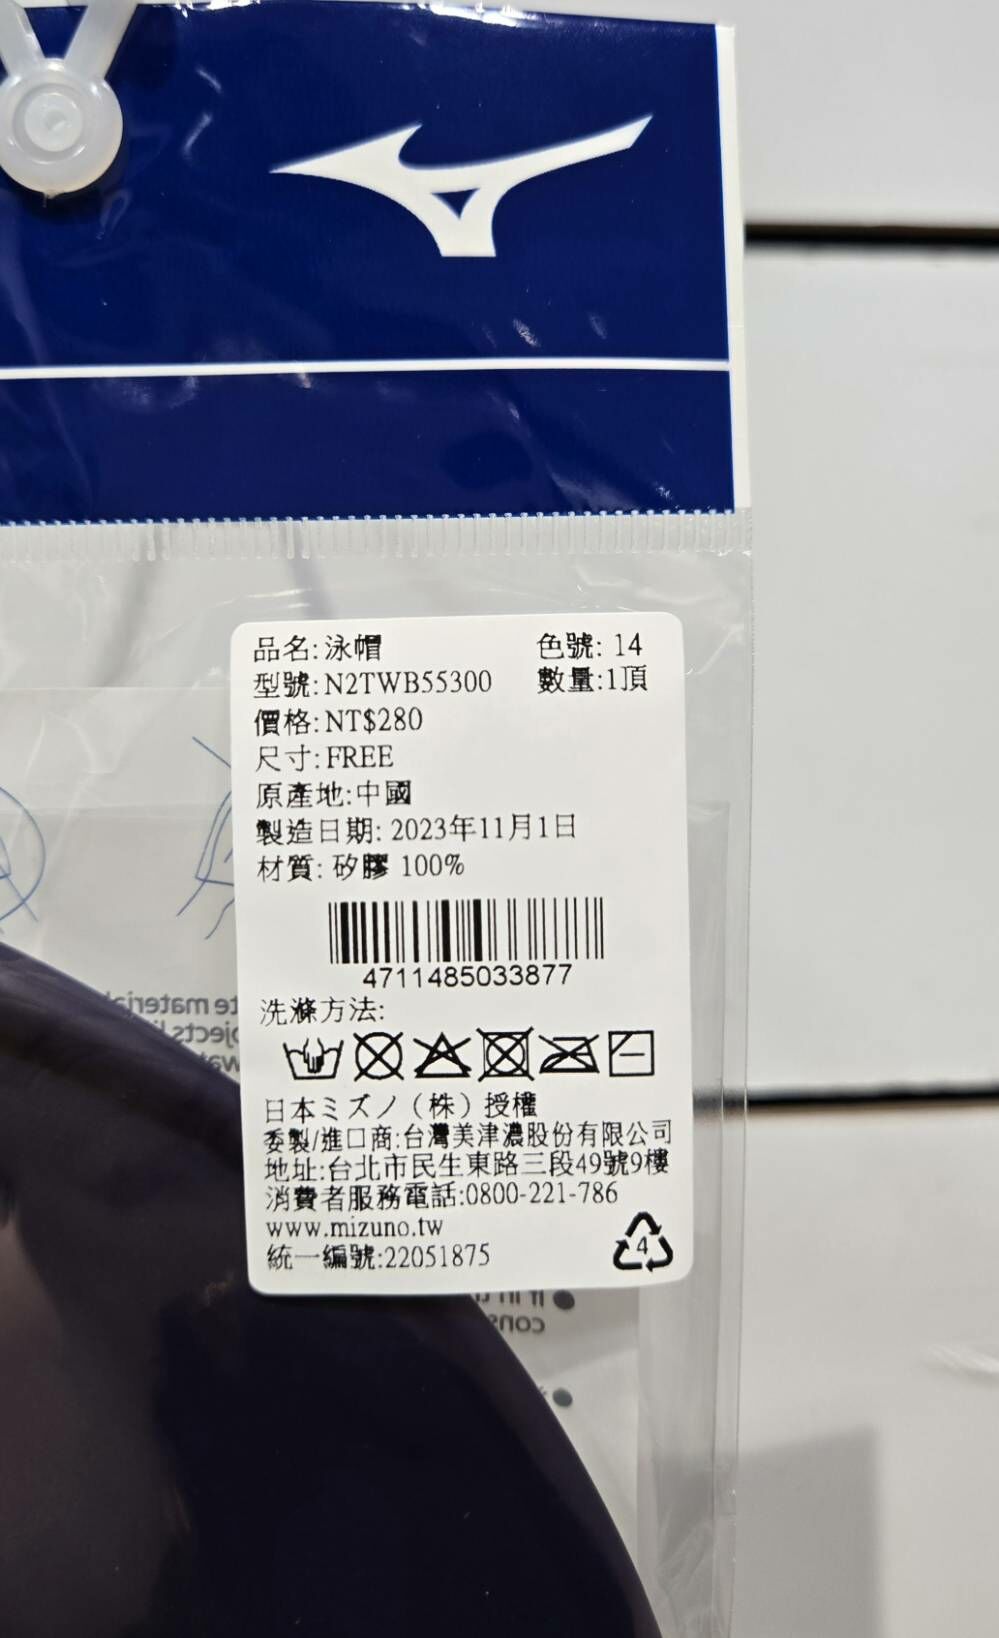 品名:泳帽 色號: 14
型號:N2TWB55300 數量:1頂
價格:NT$280
尺寸:FREE
原產地:中國
製造日期: 2023年11月1日
材質: 矽膠 100%
4711485033877
洗滌方法:
日本ミズノ（株）授權
委製/進口商:台灣美津濃股份有限公司
地址:台北市民生東路三段49號9樓
消費者服務電話:0800-221-786
www.mizuno.tw
統一編號:22051875
4